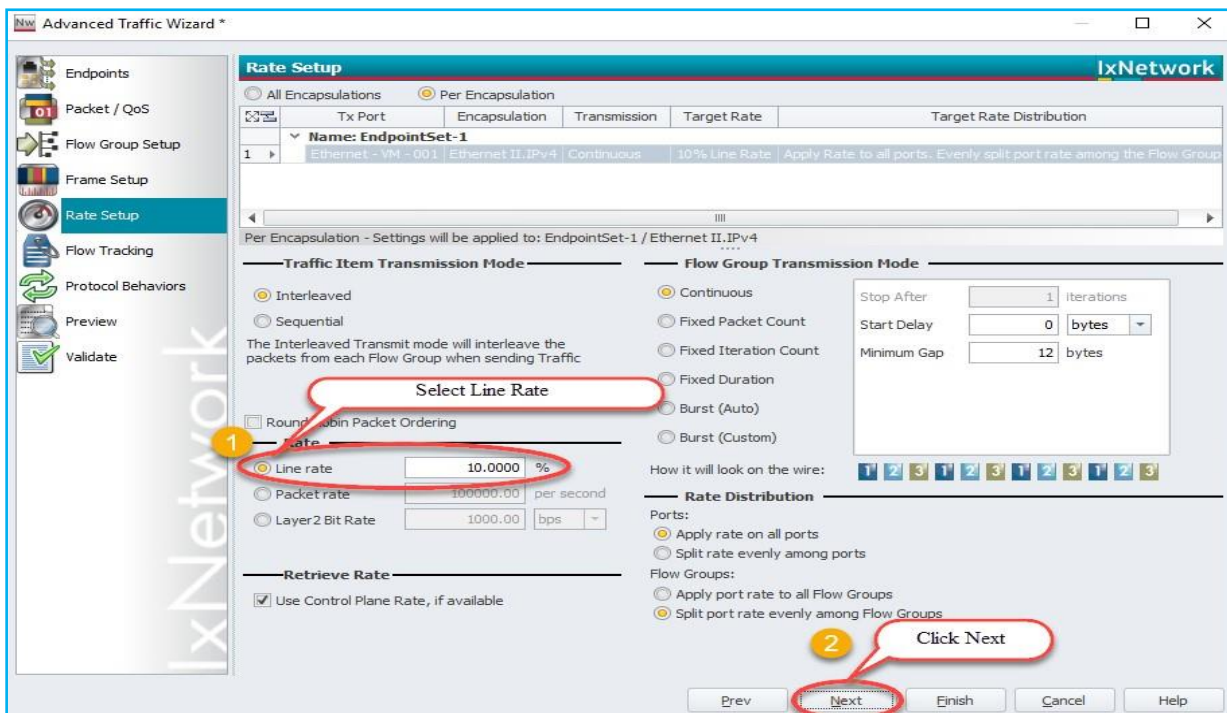 Nw Advanced Traffic Wizard *
Endpoints
Packet / QoS
Flow Group Setup
Frame Setup
Rate Setup
Flow Tracking
Protocol Behaviors
Preview
Validate
IxNetwork
Rate Setup
IxNetwork
All Encapsulations Per Encapsulation
Tx Port Encapsulation Transmission Target Rate Target Rate Distribution
Name: EndpointSet-1
1 Ethernet - VM - 001 Ethernet II.IPv4 Continuous 10% Line Rate Apply Rate to all ports. Evenly split port rate among the Flow Group
Per Encapsulation - Settings will be applied to: EndpointSet-1 / Ethernet II.IPv4
Traffic Item Transmission Mode
Interleaved
Sequential
The Interleaved Transmit mode will interleave the
packets from each Flow Group when sending Traffic
Select Line Rate
Round Robin Packet Ordering
1
Rate
Line rate 10.0000 %
Packet rate 100000.00 per second
Layer2 Bit Rate 1000.00 bps
Retrieve Rate
Use Control Plane Rate, if available
Flow Group Transmission Mode
Continuous
Fixed Packet Count
Fixed Iteration Count
Fixed Duration
Burst (Auto)
Burst (Custom)
Stop After 1 iterations
Start Delay 0 bytes
Minimum Gap 12 bytes
How it will look on the wire: 1 2 3 1 2 3 1 2 3 1 2 3
Rate Distribution
Ports:
Apply rate on all ports
Split rate evenly among ports
Flow Groups:
Apply port rate to all Flow Groups
Split port rate evenly among Flow Groups
2
Click Next
Prev Next Finish Cancel Help